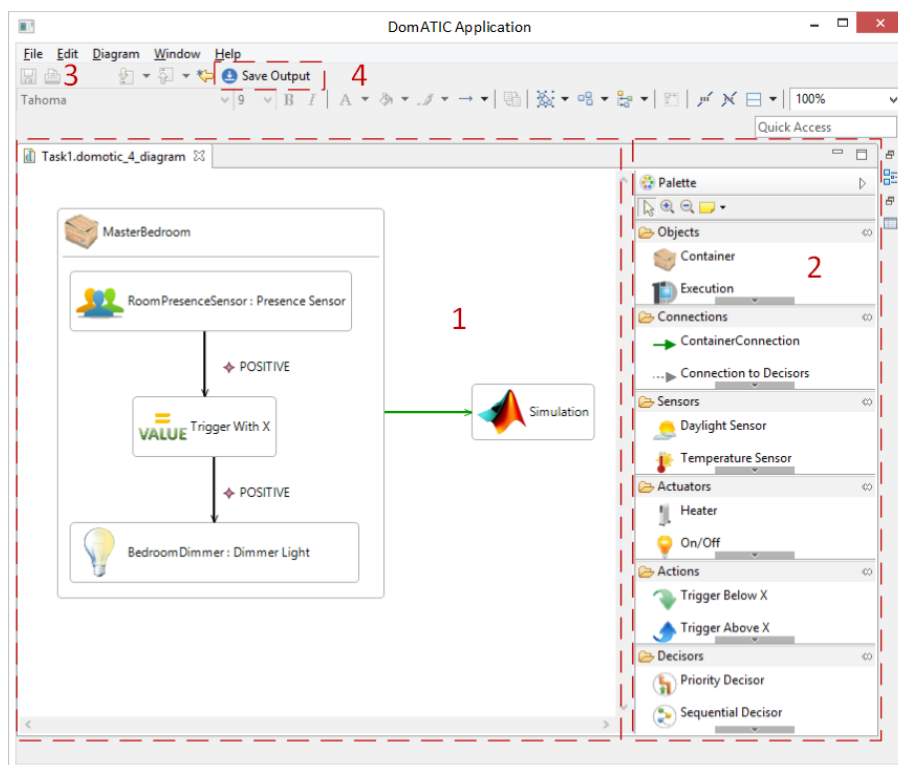 DomATIC Application
File Edit Diagram Window Help
3 Save Output 4
Tahoma 9 B I A 100%
Quick Access
Task1.domotic_4_diagram
Palette
MasterBedroom
Objects
Container
2
RoomPresenceSensor : Presence Sensor
Execution
1
Connections
ContainerConnection
POSITIVE
Connection to Decisors
Sensors
Simulation
VALUE Trigger With X
Daylight Sensor
Temperature Sensor
Actuators
POSITIVE
Heater
BedroomDimmer : Dimmer Light
On/Off
Actions
Trigger Below X
Trigger Above X
Decisors
Priority Decisor
Sequential Decisor